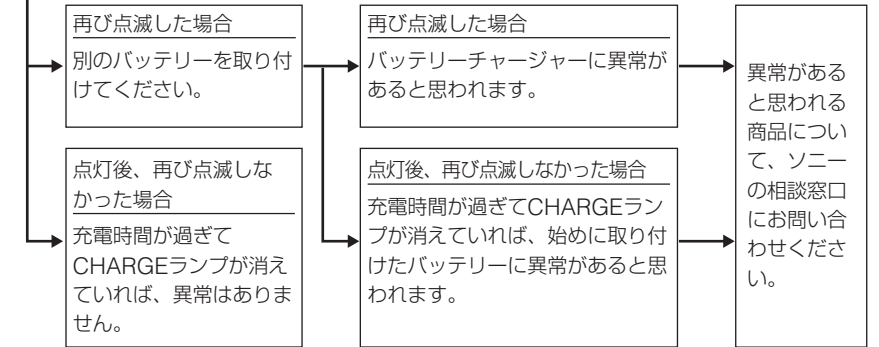 再び点滅した場合
別のバッテリーを取り付
けてください。
再び点滅した場合
バッテリーチャージャーに異常が
あると思われます。
点灯後、再び点滅しな
かった場合
充電時間が過ぎて
CHARGEランプが消え
ていれば、異常はありま
せん。
点灯後、再び点滅しなかった場合
充電時間が過ぎてCHARGEラン
プが消えていれば、始めに取り付
けたバッテリーに異常があると思
われます。
異常がある
と思われる
商品につい
て、ソニー
の相談窓口
にお問い合
わせくださ
い。